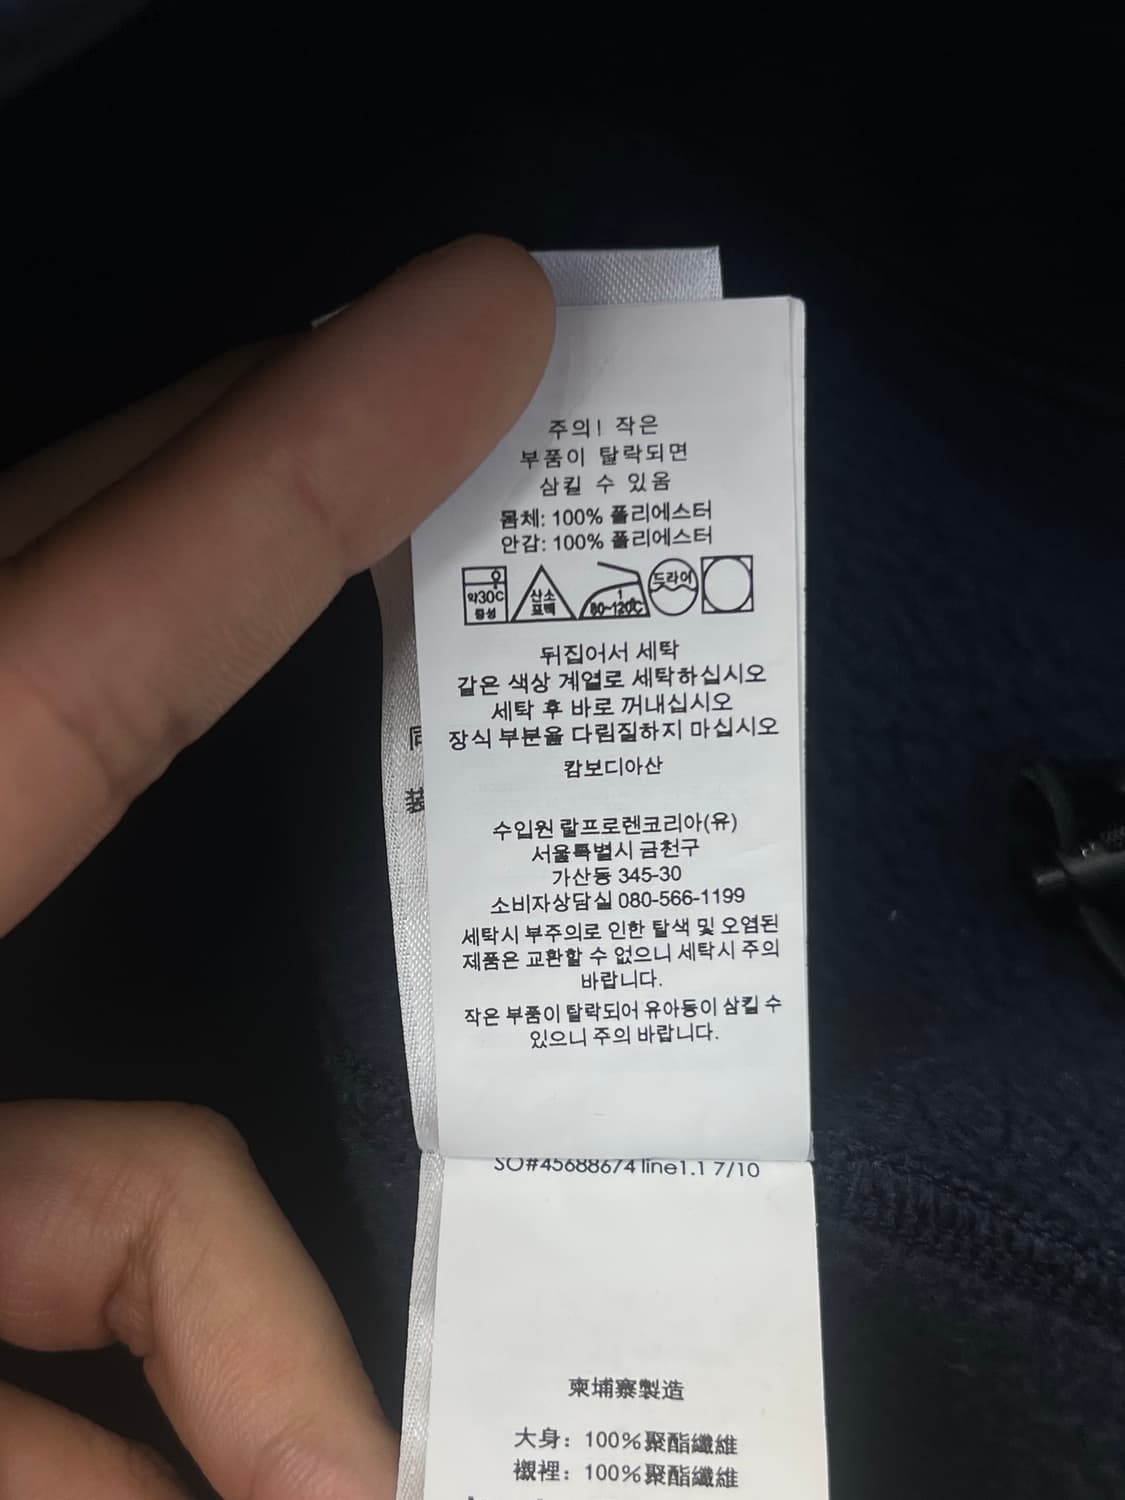 주의! 작은
부품이 탈락되면
삼킬 수 있음
몸체: 100% 폴리에스터
안감: 100% 폴리에스터
약30℃ 중성
산소 표백
1 80~120℃
드라이
뒤집어서 세탁
같은 색상 계열로 세탁하십시오
세탁 후 바로 꺼내십시오
장식 부분을 다림질하지 마십시오
캄보디아산
수입원 랄프로렌코리아(유)
서울특별시 금천구
가산동 345-30
소비자상담실 080-566-1199
세탁시 부주의로 인한 탈색 및 오염된
제품은 교환할 수 없으니 세탁시 주의
바랍니다.
작은 부품이 탈락되어 유아등이 삼킬 수
있으니 주의 바랍니다.
SO#45688674 line1.1 7/10
柬埔寨製造
大身：100%聚酯纖維
襯裡：100%聚酯纖維